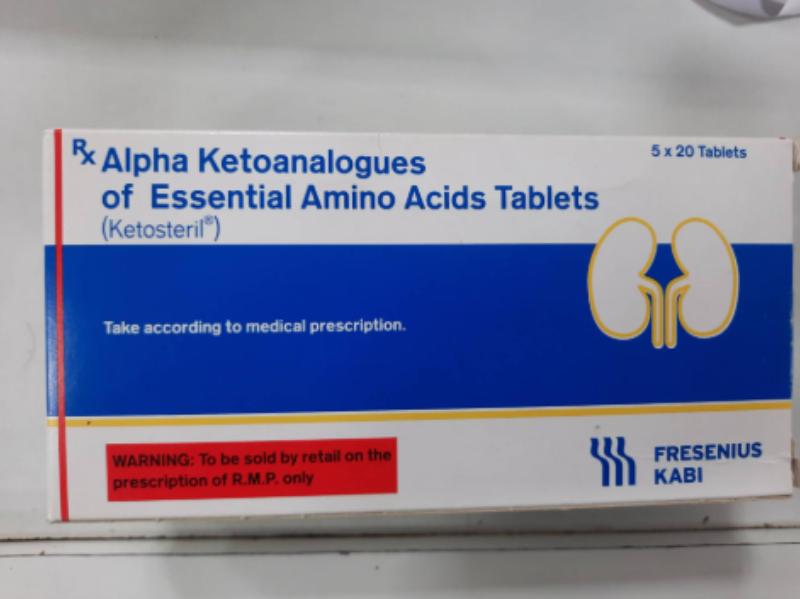 Rx Alpha Ketoanalogues
of Essential Amino Acids Tablets
(Ketosteril®)
5 x 20 Tablets
Take according to medical prescription.
WARNING: To be sold by retail on the
prescription of R.M.P. only
FRESENIUS
KABI